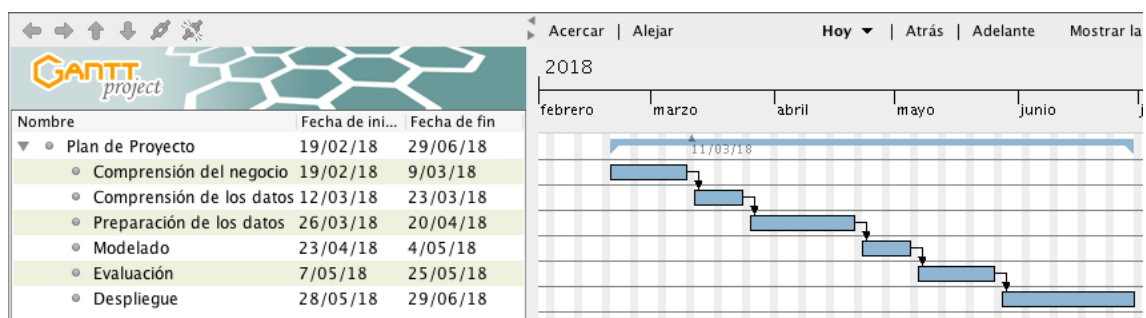 Acercar | Alejar Hoy ▼ | Atrás | Adelante Mostrar la
GANTT project
2018
febrero marzo abril mayo junio j
Nombre Fecha de ini... Fecha de fin
Plan de Proyecto 19/02/18 29/06/18
11/03/18
Comprensión del negocio 19/02/18 9/03/18
Comprensión de los datos 12/03/18 23/03/18
Preparación de los datos 26/03/18 20/04/18
Modelado 23/04/18 4/05/18
Evaluación 7/05/18 25/05/18
Despliegue 28/05/18 29/06/18